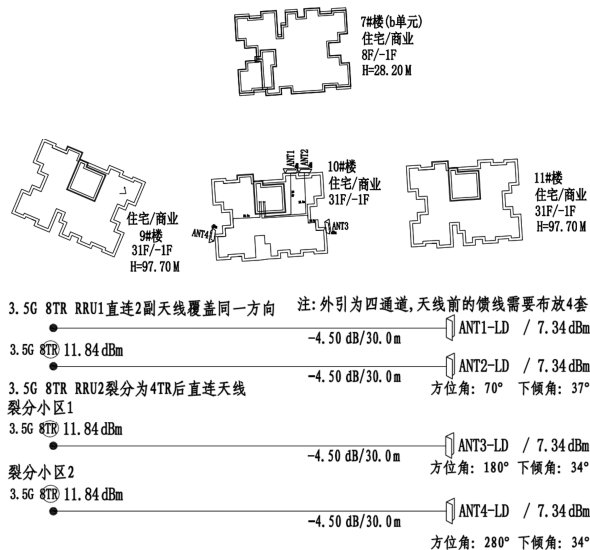 7#楼(b单元)
住宅/商业
8F/-1F
H=28.20M
ANT1
ANT2
10#楼
住宅/商业
31F/-1F
ANT3
ANT4
11#楼
住宅/商业
31F/-1F
H=97.70M
住宅/商业
9#楼
31F/-1F
H=97.70M
3.5G 8TR RRU1直连2副天线覆盖同一方向
注:外引为四通道,天线前的馈线需要布放4套
-4.50 dB/30.0m
ANT1-LD / 7.34dBm
3.5G 8TR 11.84dBm
-4.50 dB/30.0m
ANT2-LD / 7.34dBm
方位角: 70° 下倾角: 37°
3.5G 8TR RRU2裂分为4TR后直连天线
裂分小区1
3.5G 8TR 11.84dBm
-4.50 dB/30.0m
ANT3-LD / 7.34dBm
方位角: 180° 下倾角: 34°
裂分小区2
3.5G 8TR 11.84dBm
-4.50 dB/30.0m
ANT4-LD / 7.34dBm
方位角: 280° 下倾角: 34°